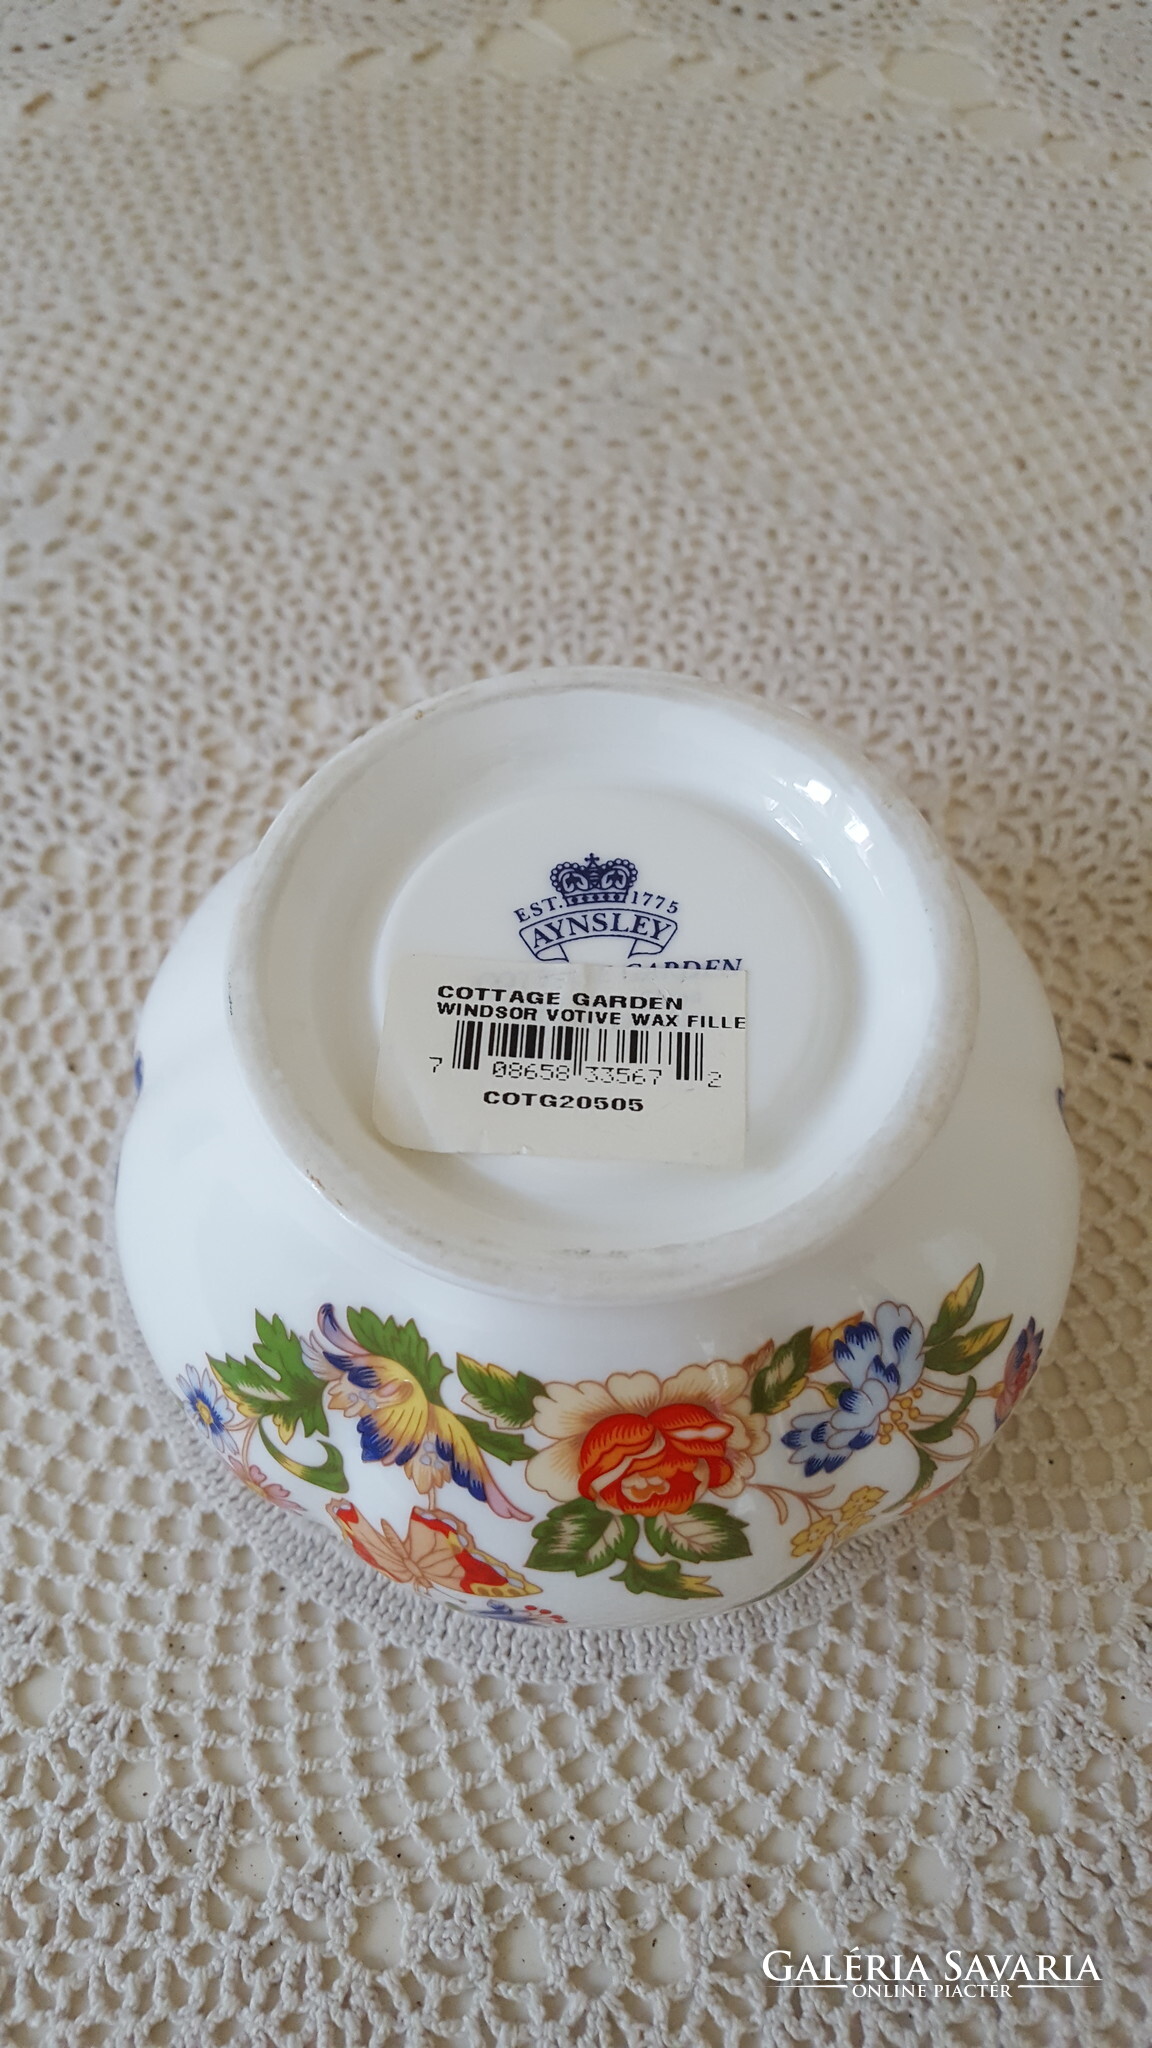 EST. 1775
AYNSLEY
GARDEN
COTTAGE GARDEN
WINDSOR VOTIVE WAX FILLE
7 08658 33567 2
COTG20505
GALÉRIA SAVARIA
ONLINE PIACTÉR